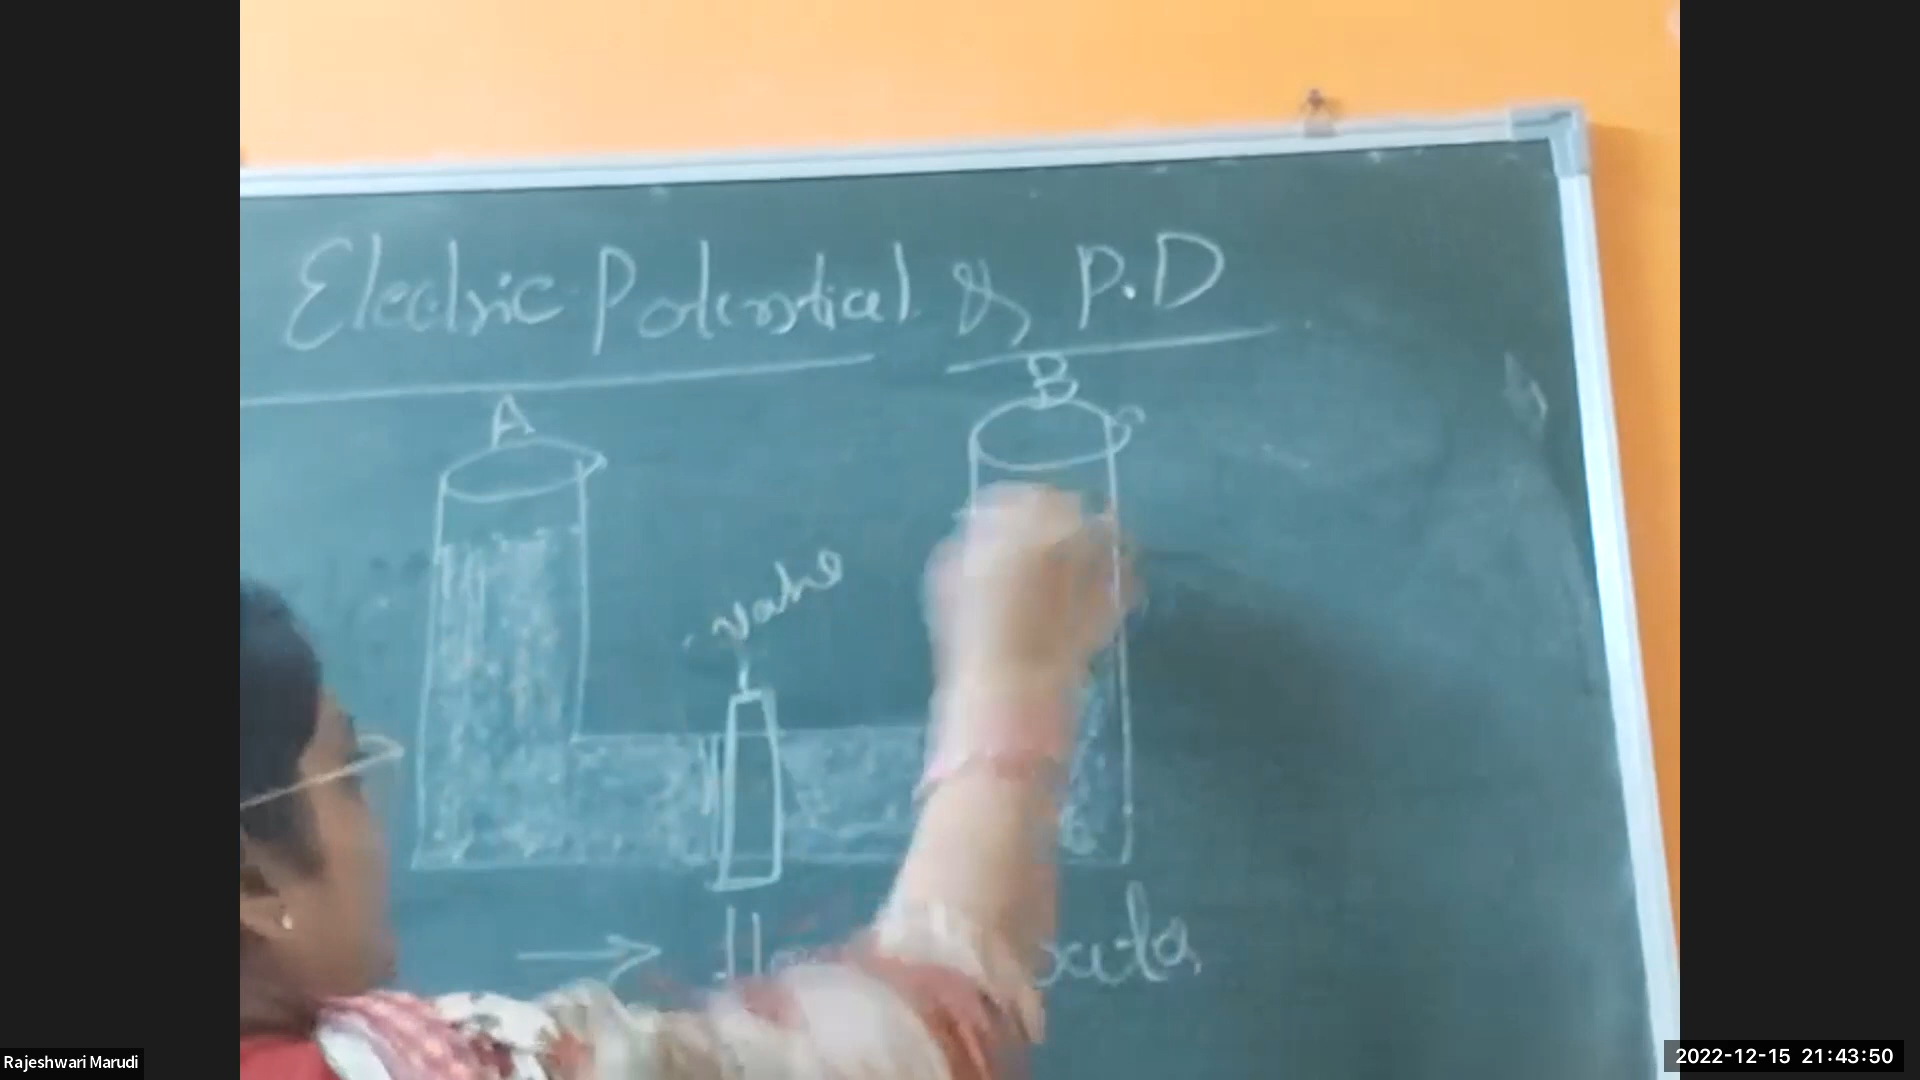 Electric Potential & P.D
A
B
valve
Rajeshwari Marudi
2022-12-15 21:43:50